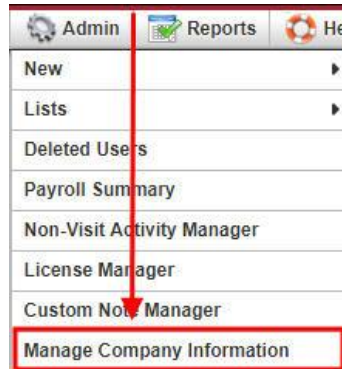 Admin Reports He
New
Lists
Deleted Users
Payroll Summary
Non-Visit Activity Manager
License Manager
Custom Note Manager
Manage Company Information